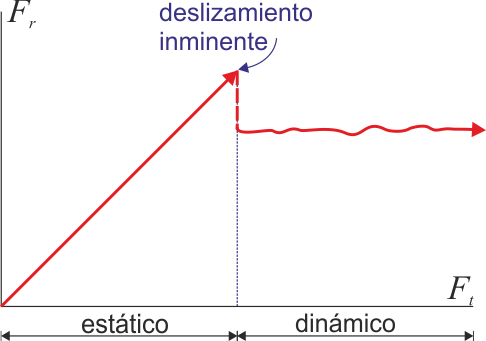 F_r
deslizamiento
inminente
F_t
estático
dinámico